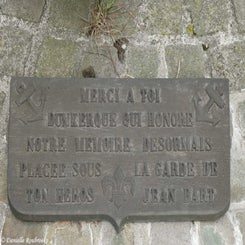 MERCI A TOI
DUNKERQUE QUI HONORE
NOTRE MEMOIRE DESORMAIS
PLACEE SOUS LA GARDE DE
TON HEROS JEAN BART